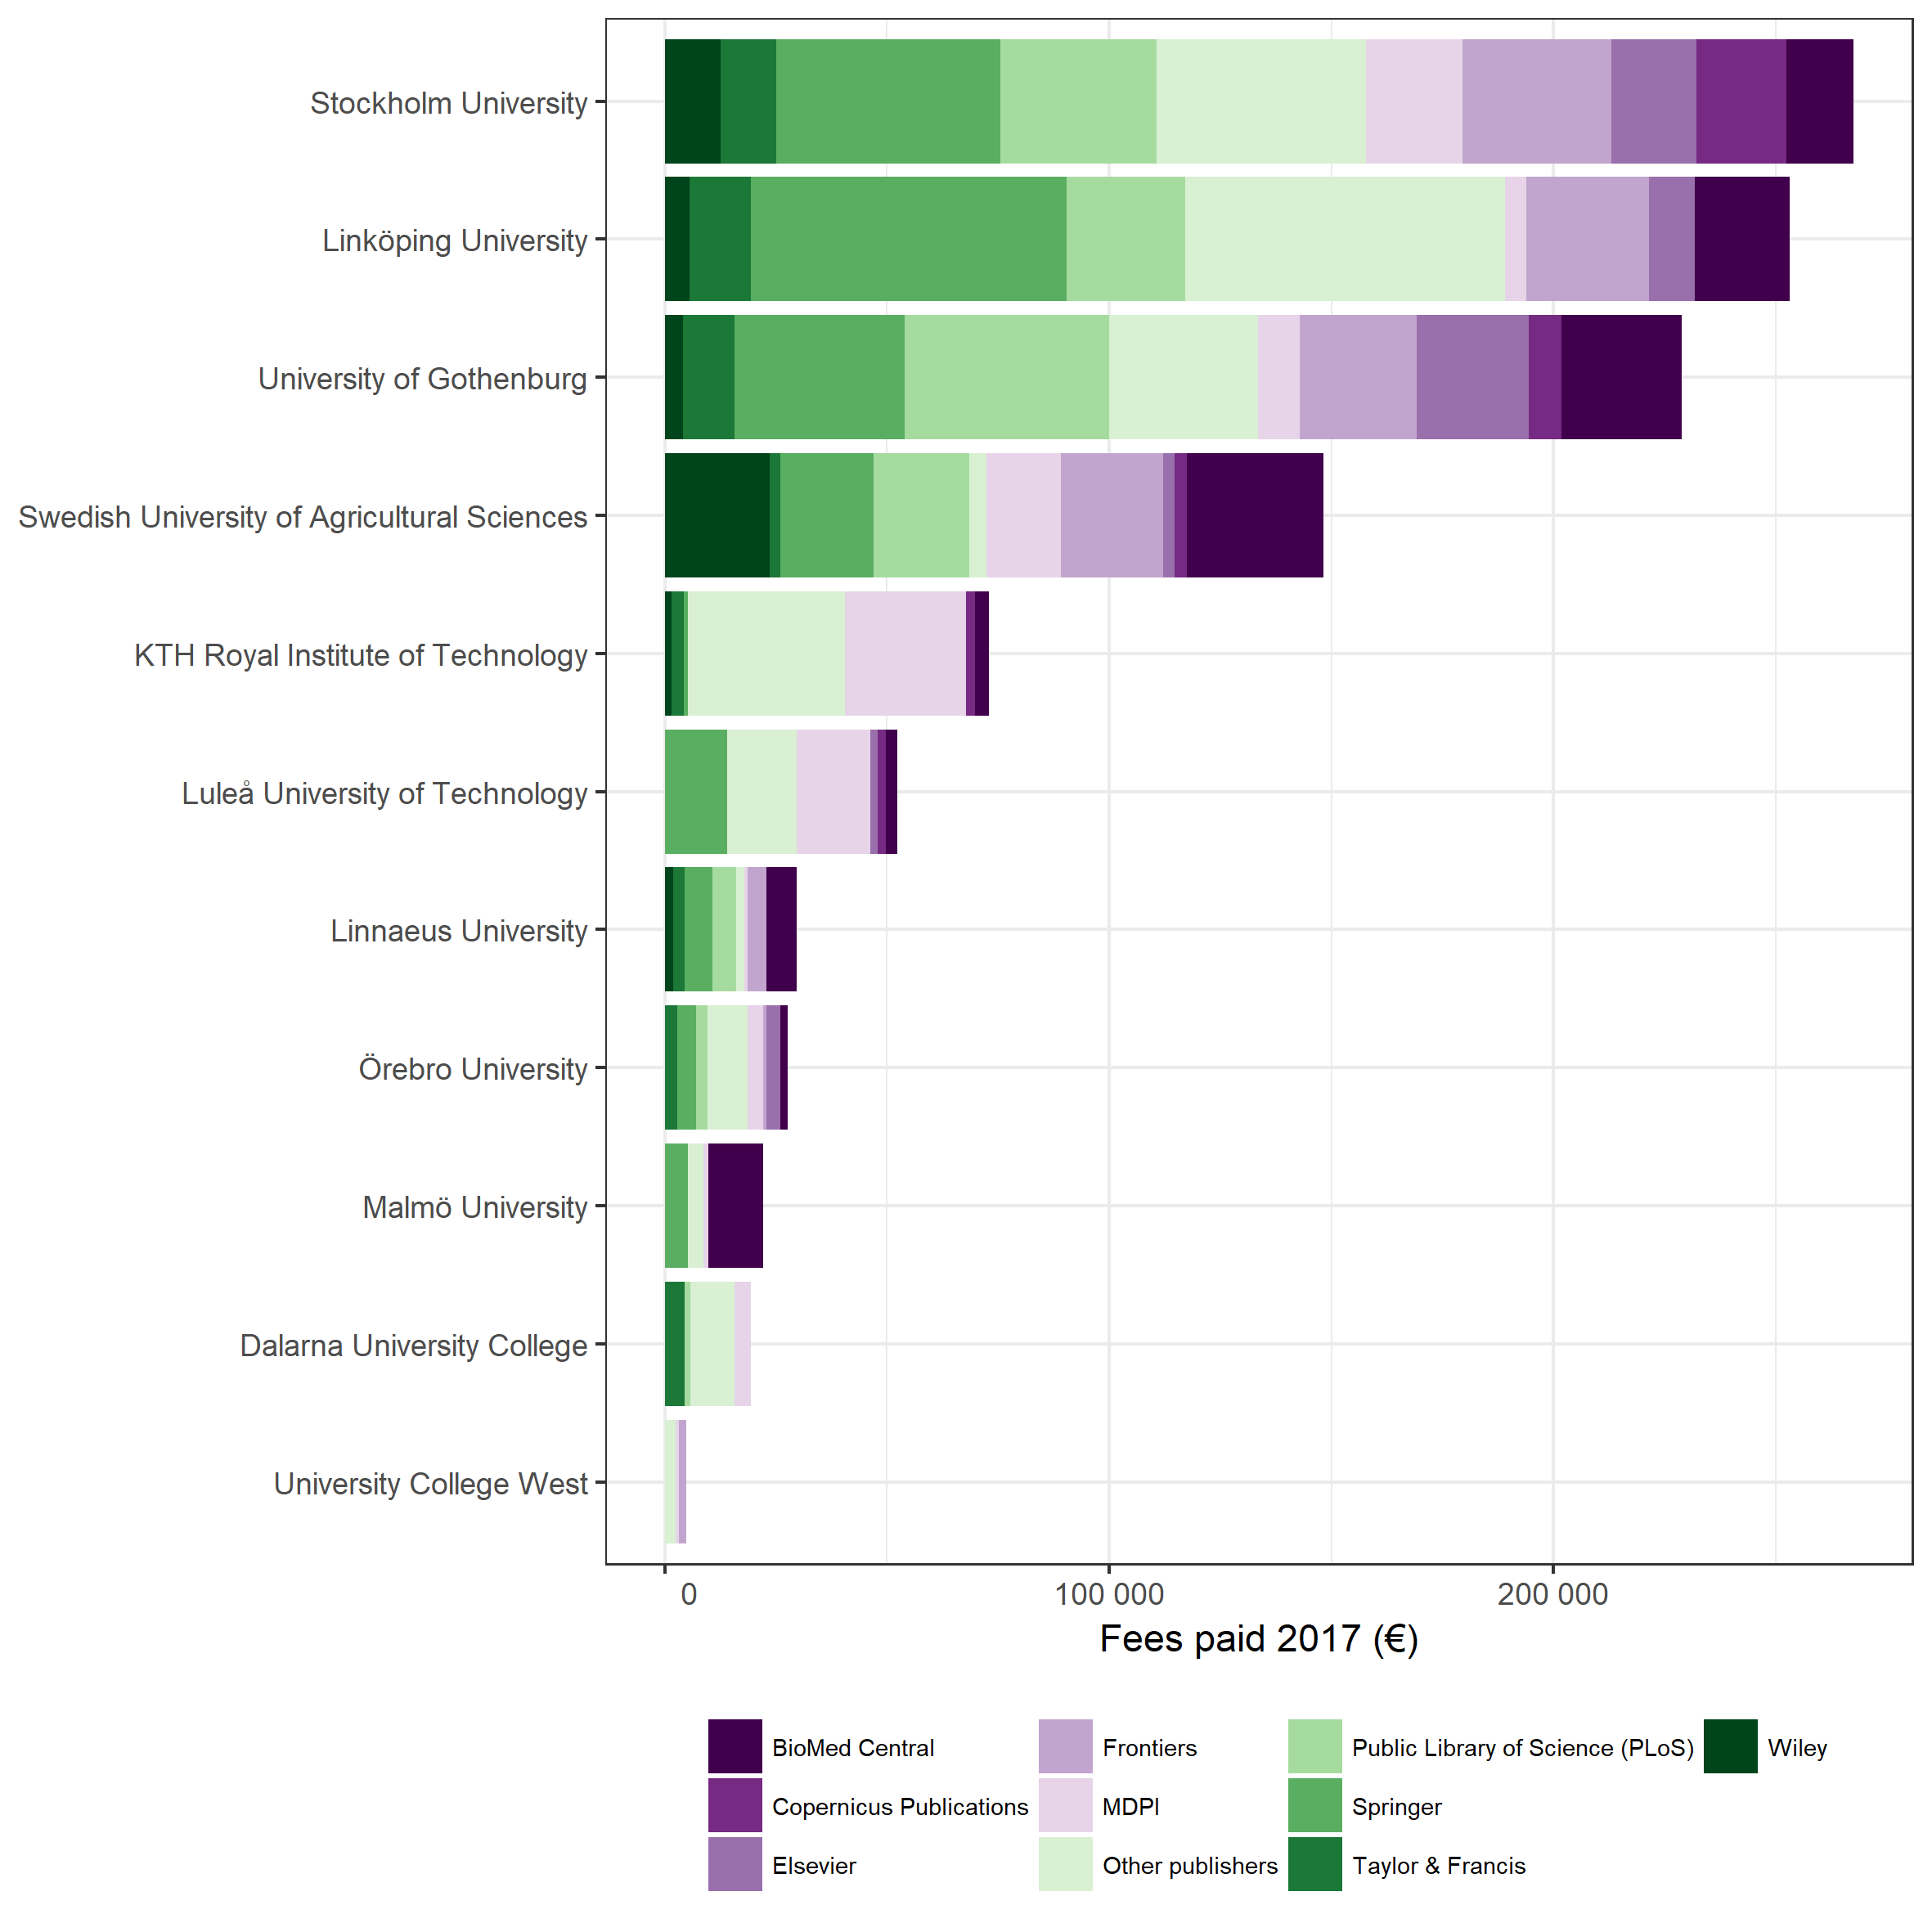 Stockholm University
Linköping University
University of Gothenburg
Swedish University of Agricultural Sciences
KTH Royal Institute of Technology
Luleå University of Technology
Linnaeus University
Örebro University
Malmö University
Dalarna University College
University College West
0 100 000 200 000
Fees paid 2017 (€)
BioMed Central Frontiers Public Library of Science (PLoS) Wiley
Copernicus Publications MDPI Springer
Elsevier Other publishers Taylor & Francis